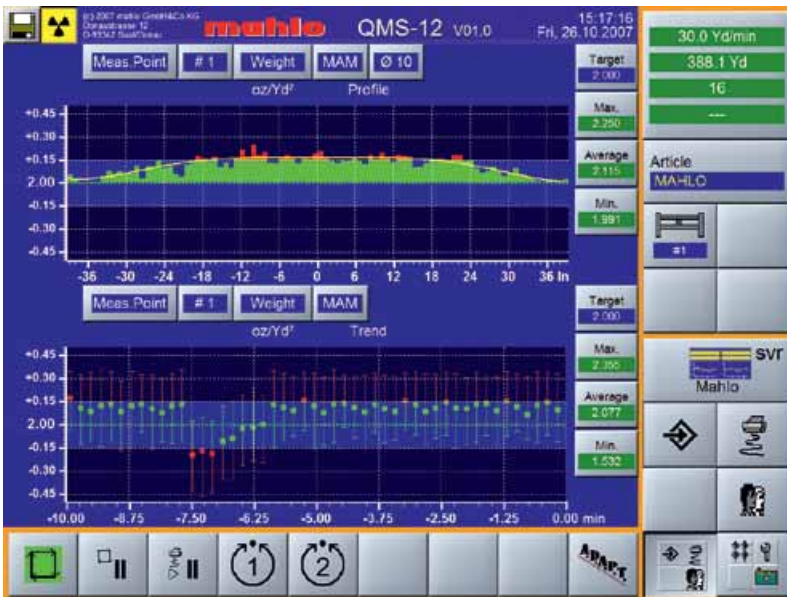 (c) 2007 mahlo GmbH&Co KG
Donaustrasse 12
mahlo
QMS-12 V01.0
15:17:16
Fri, 26.10.2007
Meas.Point # 1 Weight MAM Ø 10
oz/Yd² Profile
+0.45
+0.30
+0.15
2.00
-0.15
-0.30
-0.45
-36 -30 -24 -18 -12 -6 0 6 12 18 24 30 36 In
Target
2.000
Max.
2.250
Average
2.115
Min.
1.991
Meas.Point # 1 Weight MAM
oz/Yd² Trend
+0.45
+0.30
+0.15
2.00
-0.15
-0.30
-0.45
-10.00 -8.75 -7.50 -6.25 -5.00 -3.75 -2.50 -1.25 0.00 min
Target
2.000
Max.
2.355
Average
2.077
Min.
1.532
30.0 Yd/min
388.1 Yd
16
---
Article
MAHLO
#1
svr
Mahlo
1
2
ADAPT